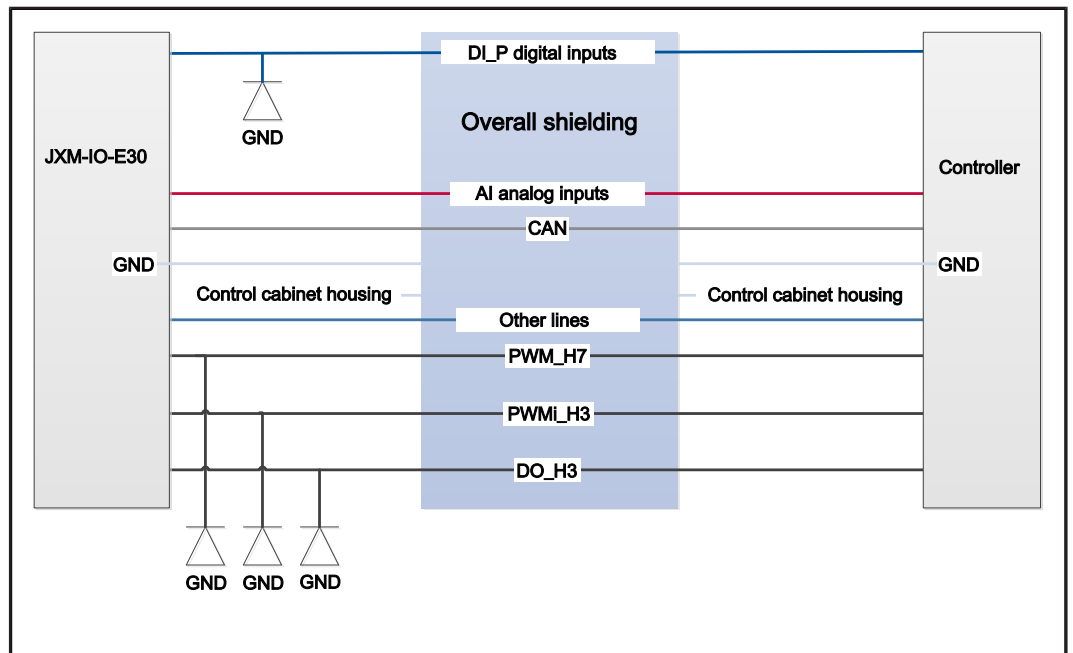 DI_P digital inputs
Overall shielding
GND
JXM-IO-E30
Controller
AI analog inputs
CAN
GND
GND
Control cabinet housing
Control cabinet housing
Other lines
PWM_H7
PWMi_H3
DO_H3
GND
GND
GND